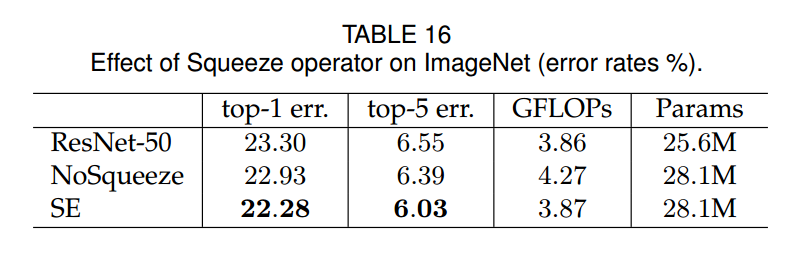 TABLE 16
Effect of Squeeze operator on ImageNet (error rates %).
top-1 err. top-5 err. GFLOPs Params
ResNet-50 23.30 6.55 3.86 25.6M
NoSqueeze 22.93 6.39 4.27 28.1M
SE 22.28 6.03 3.87 28.1M